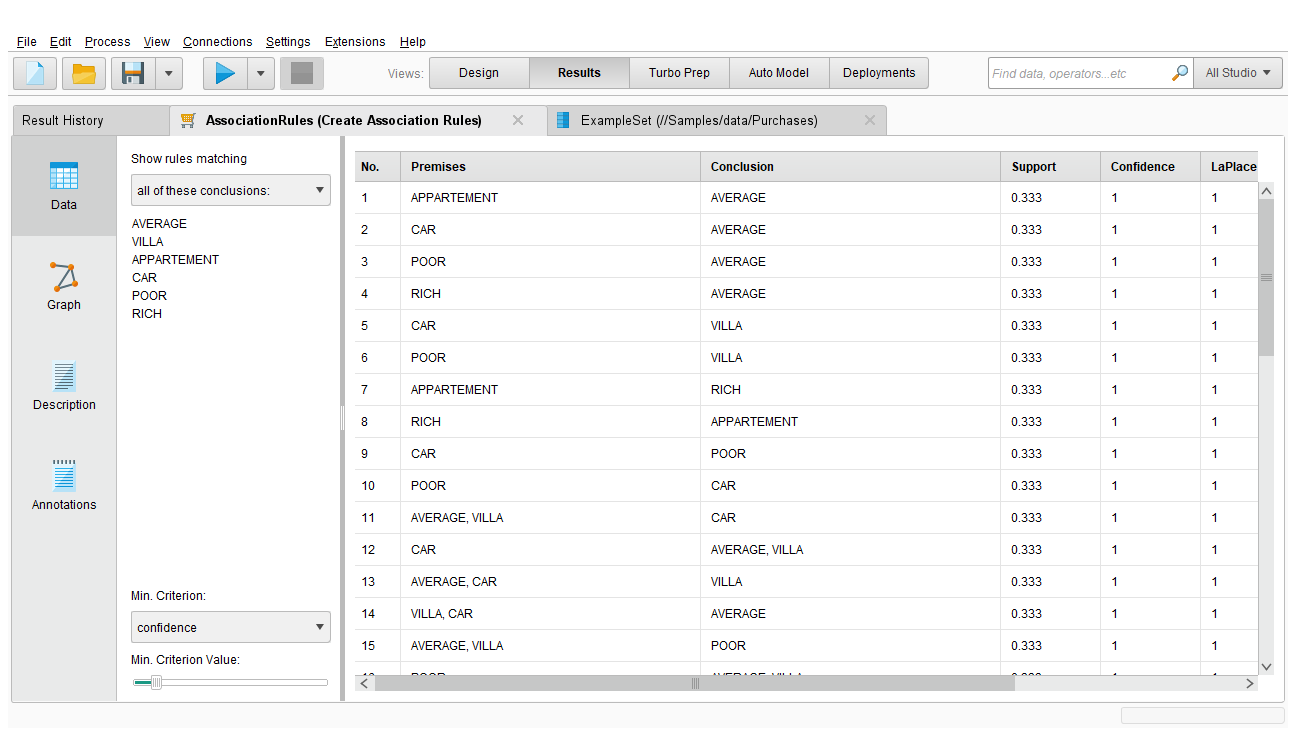 File Edit Process View Connections Settings Extensions Help
Views: Design Results Turbo Prep Auto Model Deployments Find data, operators...etc All Studio
Result History AssociationRules (Create Association Rules) ExampleSet (//Samples/data/Purchases)
Data
Graph
Description
Annotations
Show rules matching
all of these conclusions:
AVERAGE
VILLA
APPARTEMENT
CAR
POOR
RICH
Min. Criterion:
confidence
Min. Criterion Value:
No. Premises Conclusion Support Confidence LaPlace
1 APPARTEMENT AVERAGE 0.333 1 1
2 CAR AVERAGE 0.333 1 1
3 POOR AVERAGE 0.333 1 1
4 RICH AVERAGE 0.333 1 1
5 CAR VILLA 0.333 1 1
6 POOR VILLA 0.333 1 1
7 APPARTEMENT RICH 0.333 1 1
8 RICH APPARTEMENT 0.333 1 1
9 CAR POOR 0.333 1 1
10 POOR CAR 0.333 1 1
11 AVERAGE, VILLA CAR 0.333 1 1
12 CAR AVERAGE, VILLA 0.333 1 1
13 AVERAGE, CAR VILLA 0.333 1 1
14 VILLA, CAR AVERAGE 0.333 1 1
15 AVERAGE, VILLA POOR 0.333 1 1